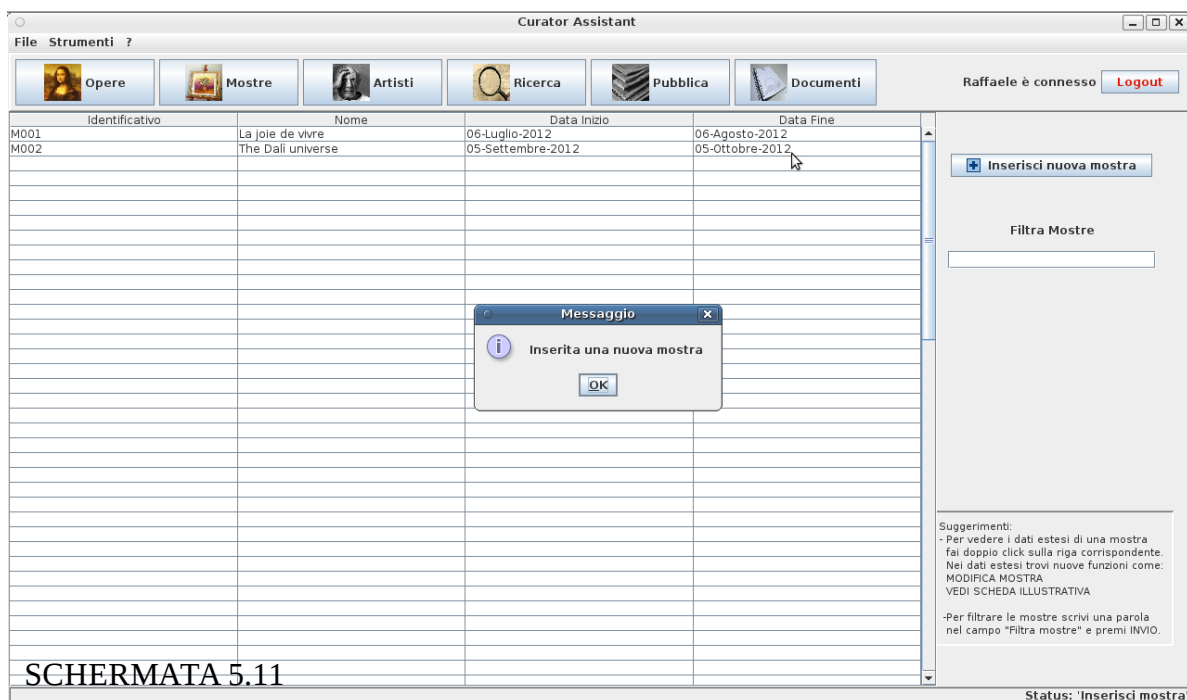 Curator Assistant
File Strumenti ?
Opere Mostre Artisti Ricerca Pubblica Documenti Raffaele è connesso Logout
Identificativo Nome Data Inizio Data Fine
M001 La joie de vivre 06-Luglio-2012 06-Agosto-2012
M002 The Dalì universe 05-Settembre-2012 05-Ottobre-2012
Inserisci nuova mostra
Filtra Mostre
Messaggio
Inserita una nuova mostra
OK
Suggerimenti:
- Per vedere i dati estesi di una mostra
fai doppio click sulla riga corrispondente.
Nei dati estesi trovi nuove funzioni come:
MODIFICA MOSTRA
VEDI SCHEDA ILLUSTRATIVA
-Per filtrare le mostre scrivi una parola
nel campo "Filtra mostre" e premi INVIO.
SCHERMATA 5.11
Status: 'Inserisci mostra